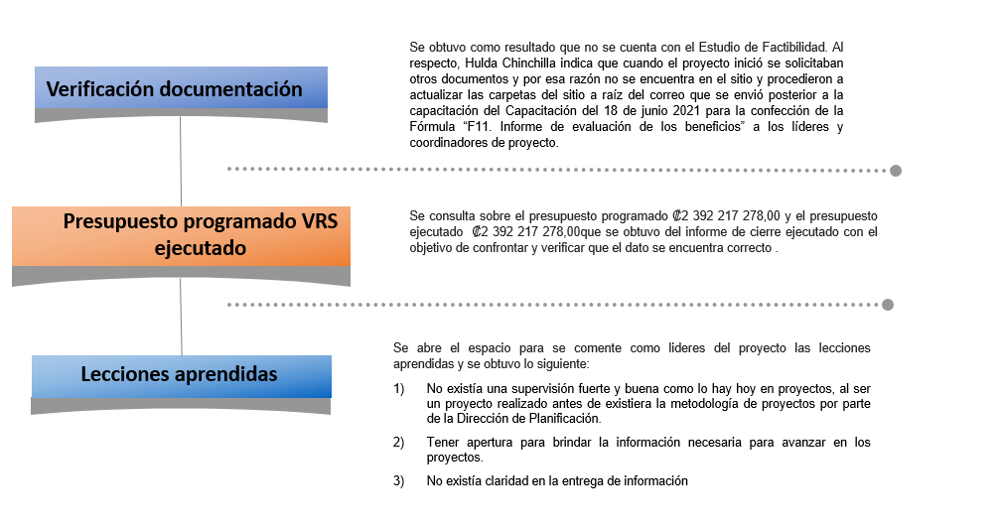 Verificación documentación
Se obtuvo como resultado que no se cuenta con el Estudio de Factibilidad. Al
respecto, Hulda Chinchilla indica que cuando el proyecto inició se solicitaban
otros documentos y por esa razón no se encuentra en el sitio y procedieron a
actualizar las carpetas del sitio a raíz del correo que se envió posterior a la
capacitación del Capacitación del 18 de junio 2021 para la confección de la
Fórmula “F11. Informe de evaluación de los beneficios” a los líderes y
coordinadores de proyecto.
Presupuesto programado VRS
ejecutado
Se consulta sobre el presupuesto programado ₡2 392 217 278,00 y el presupuesto
ejecutado ₡2 392 217 278,00que se obtuvo del informe de cierre ejecutado con el
objetivo de confrontar y verificar que el dato se encuentra correcto .
Lecciones aprendidas
Se abre el espacio para se comente como lideres del proyecto las lecciones
aprendidas y se obtuvo lo siguiente:
1) No existía una supervisión fuerte y buena como lo hay hoy en proyectos, al ser
un proyecto realizado antes de existiera la metodología de proyectos por parte
de la Dirección de Planificación.
2) Tener apertura para brindar la información necesaria para avanzar en los
proyectos.
3) No existía claridad en la entrega de información